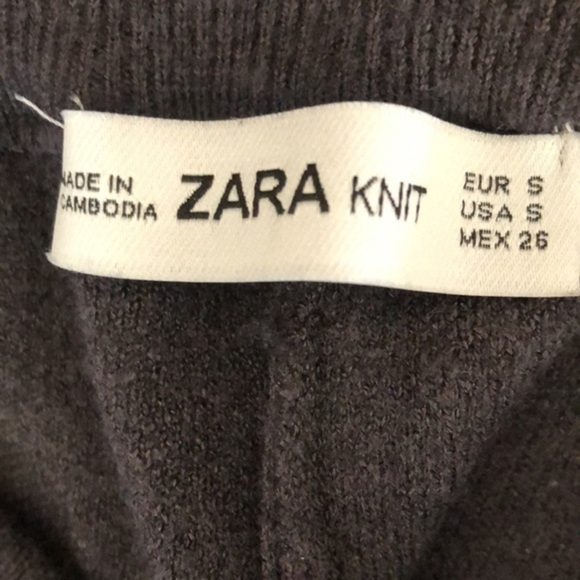 MADE IN
CAMBODIA
ZARA KNIT
EUR S
USA S
MEX 26